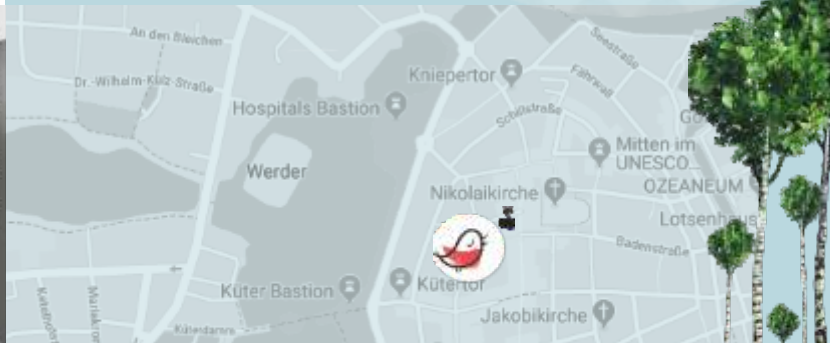 An den Bleichen
Seestraße
Kniepertor
Dr.-Wilhelm-Külz-Straße
Fährwall
Hospitals Bastion
Schillstraße
Mitten im
UNESCO...
Werder
OZEANEUM
Nikolaikirche
Lotsenhaus
Badenstraße
Küter Bastion
Kütertor
Jakobikirche
Küterdamm